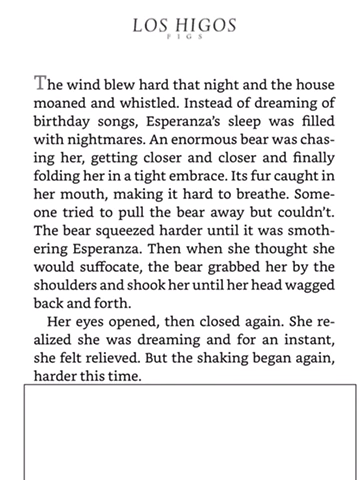 LOS HIGOS
FIGS
The wind blew hard that night and the house
moaned and whistled. Instead of dreaming of
birthday songs, Esperanza's sleep was filled
with nightmares. An enormous bear was chas-
ing her, getting closer and closer and finally
folding her in a tight embrace. Its fur caught in
her mouth, making it hard to breathe. Some-
one tried to pull the bear away but couldn't.
The bear squeezed harder until it was smoth-
ering Esperanza. Then when she thought she
would suffocate, the bear grabbed her by the
shoulders and shook her until her head wagged
back and forth.
Her eyes opened, then closed again. She re-
alized she was dreaming and for an instant,
she felt relieved. But the shaking began again,
harder this time.